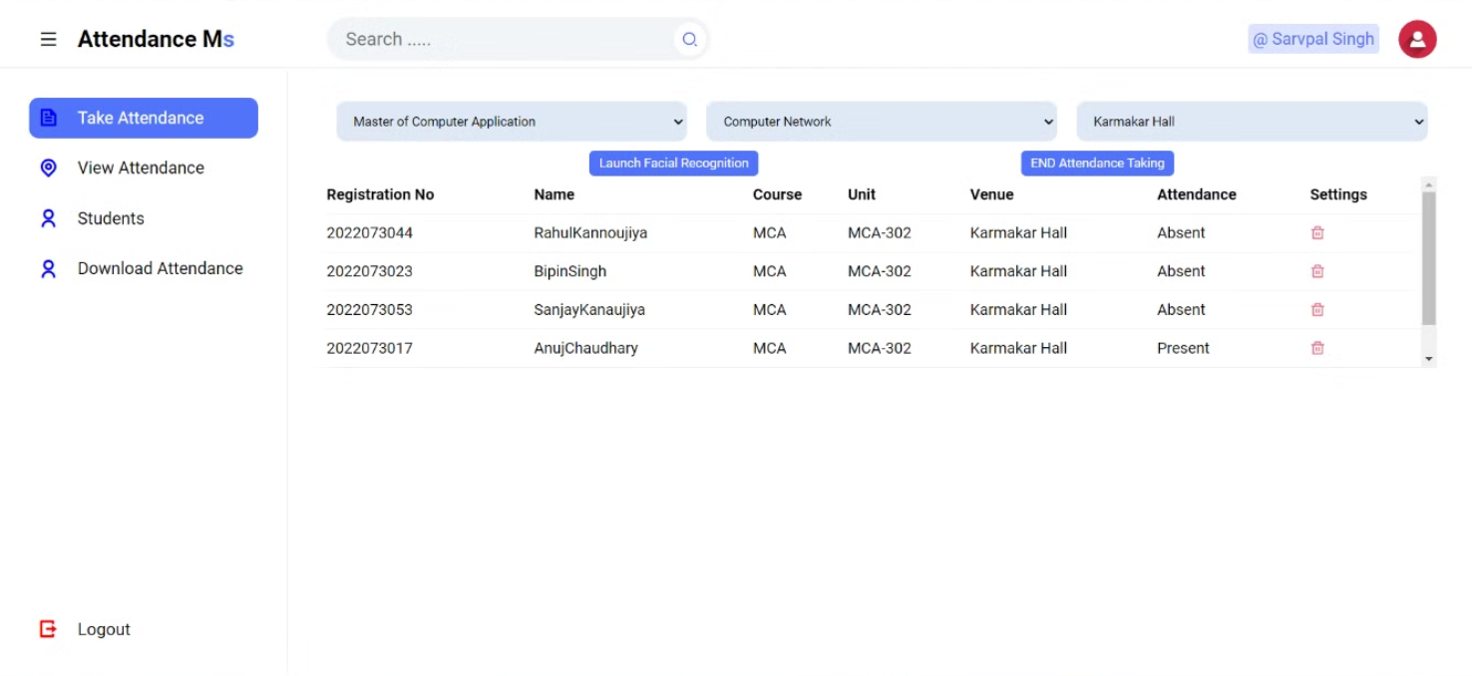 Attendance Ms
Search .....
@ Sarvpal Singh
Take Attendance
View Attendance
Students
Download Attendance
Logout
Master of Computer Application Computer Network Karmakar Hall
Launch Facial Recognition END Attendance Taking
Registration No Name Course Unit Venue Attendance Settings
2022073044 RahulKannoujiya MCA MCA-302 Karmakar Hall Absent
2022073023 BipinSingh MCA MCA-302 Karmakar Hall Absent
2022073053 SanjayKanaujiya MCA MCA-302 Karmakar Hall Absent
2022073017 AnujChaudhary MCA MCA-302 Karmakar Hall Present